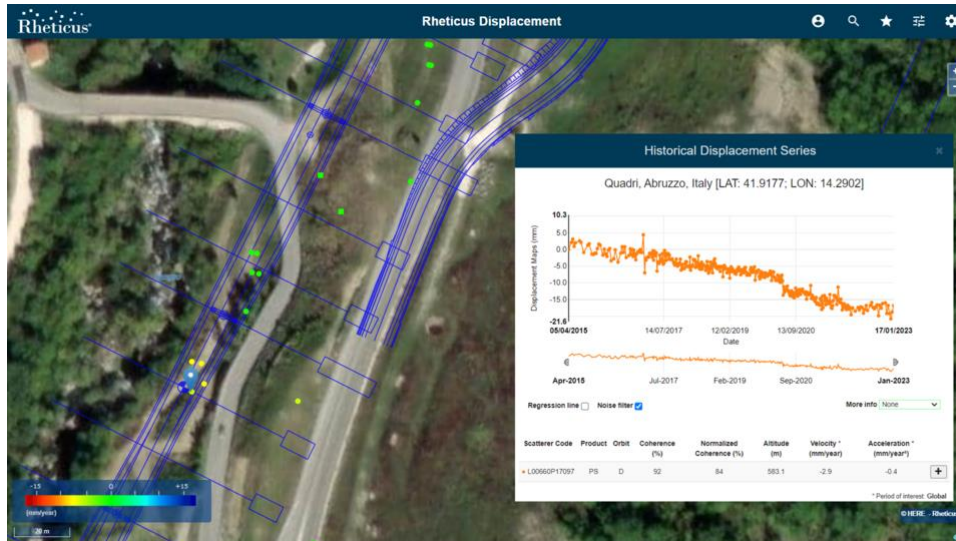 Rheticus®
Rheticus Displacement
Historical Displacement Series
Quadri, Abruzzo, Italy [LAT: 41.9177; LON: 14.2902]
Displacement Maps (mm)
10.3
5.0
0.0
-5.0
-10.0
-15.0
-21.6
05/04/2015 14/07/2017 12/02/2019 13/09/2020 17/01/2023
Date
Apr-2015 Jul-2017 Feb-2019 Sep-2020 Jan-2023
Regression line Noise filter More info None
Scatterer Code Product Orbit Coherence (%) Normalized Coherence (%) Altitude (m) Velocity * (mm/year) Acceleration * (mm/year²)
L00660P17097 PS D 92 84 583.1 -2.9 -0.4 +
* Period of interest: Global
-15 0 +15
(mm/year)
20 m
© HERE - Rheticus